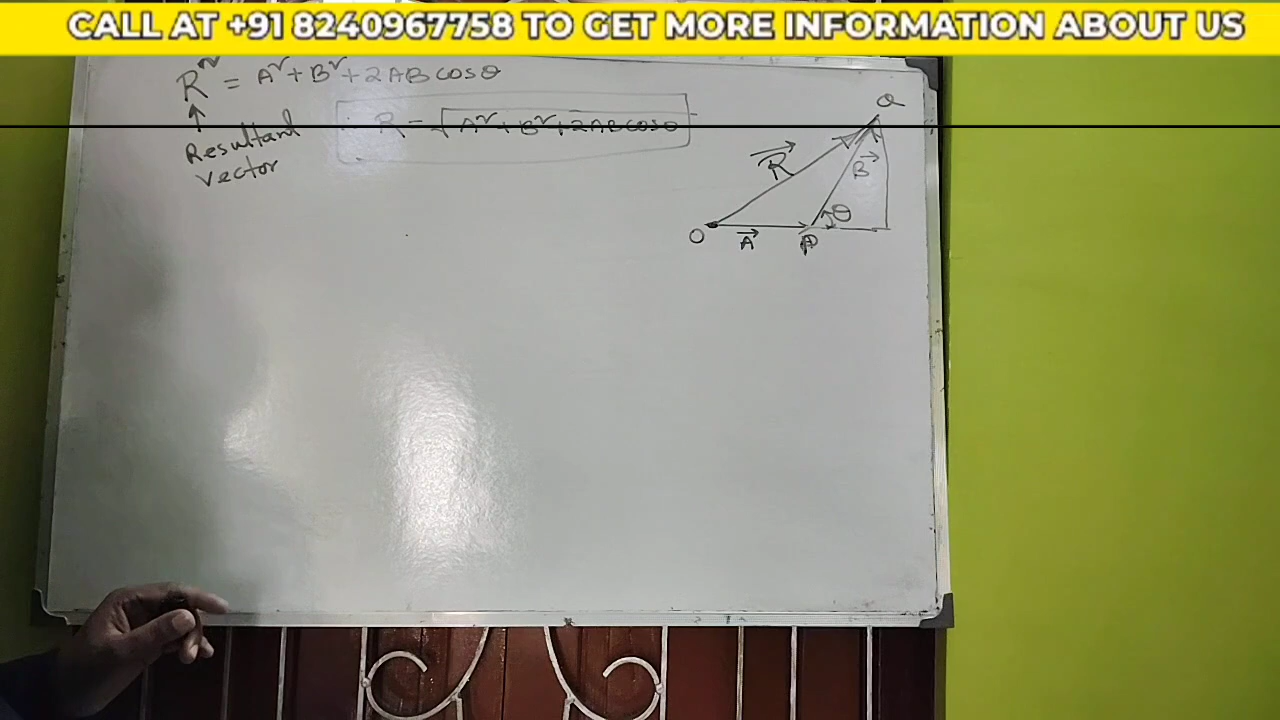 CALL AT +91 8240967758 TO GET MORE INFORMATION ABOUT US
R² = A² + B² + 2AB cosθ
↑
Resultant
vector
∴ R = √A² + B² + 2AB cosθ
Q
R⃗
B⃗
θ
O
A⃗
P